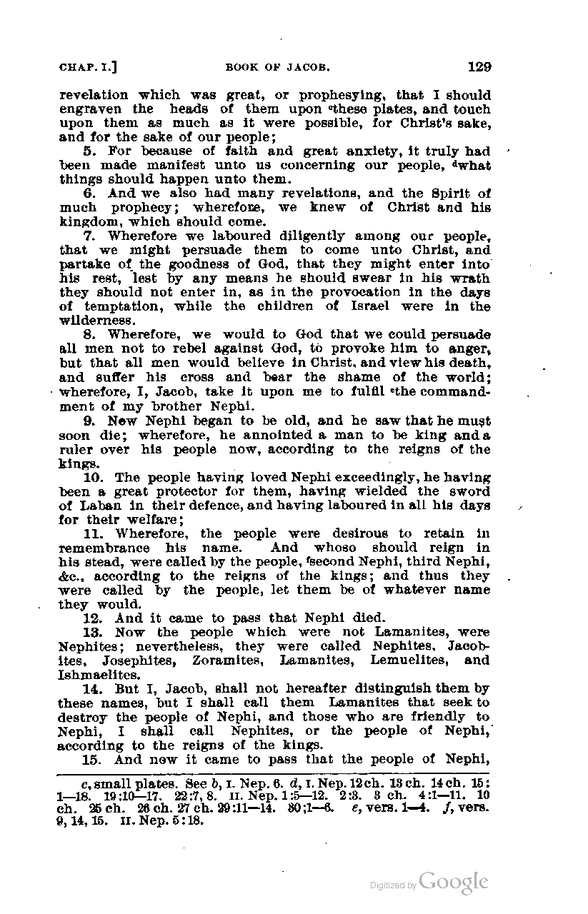 CHAP. I.] BOOK OF JACOB. 129
revelation which was great, or prophesying, that I should
engraven the heads of them upon ᶜthese plates, and touch
upon them as much as it were possible, for Christ's sake,
and for the sake of our people;
5. For because of faith and great anxiety, it truly had
been made manifest unto us concerning our people, ᵈwhat
things should happen unto them.
6. And we also had many revelations, and the Spirit of
much prophecy; wherefore, we knew of Christ and his
kingdom, which should come.
7. Wherefore we laboured diligently among our people,
that we might persuade them to come unto Christ, and
partake of the goodness of God, that they might enter into
his rest, lest by any means he should swear in his wrath
they should not enter in, as in the provocation in the days
of temptation, while the children of Israel were in the
wilderness.
8. Wherefore, we would to God that we could persuade
all men not to rebel against God, to provoke him to anger,
but that all men would believe in Christ, and view his death,
and suffer his cross and bear the shame of the world;
wherefore, I, Jacob, take it upon me to fulfil ᵉthe command-
ment of my brother Nephi.
9. Now Nephi began to be old, and he saw that he must
soon die; wherefore, he annointed a man to be king and a
ruler over his people now, according to the reigns of the
kings.
10. The people having loved Nephi exceedingly, he having
been a great protector for them, having wielded the sword
of Laban in their defence, and having laboured in all his days
for their welfare;
11. Wherefore, the people were desirous to retain in
remembrance his name. And whoso should reign in
his stead, were called by the people, ᶠsecond Nephi, third Nephi,
&c., according to the reigns of the kings; and thus they
were called by the people, let them be of whatever name
they would.
12. And it came to pass that Nephi died.
13. Now the people which were not Lamanites, were
Nephites; nevertheless, they were called Nephites, Jacob-
ites, Josephites, Zoramites, Lamanites, Lemuelites, and
Ishmaelites.
14. But I, Jacob, shall not hereafter distinguish them by
these names, but I shall call them Lamanites that seek to
destroy the people of Nephi, and those who are friendly to
Nephi, I shall call Nephites, or the people of Nephi,
according to the reigns of the kings.
15. And now it came to pass that the people of Nephi,
c, small plates. See b, I. Nep. 6. d, I. Nep. 12 ch. 13 ch. 14 ch. 15:
1—18. 19:10—17. 22:7, 8. II. Nep. 1:5—12. 2:3. 3 ch. 4:1—11. 10
ch. 25 ch. 26 ch. 27 ch. 29:11—14. 30;1—6. e, vers. 1—4. f, vers.
9, 14, 15. II. Nep. 5:18.
Digitized by Google